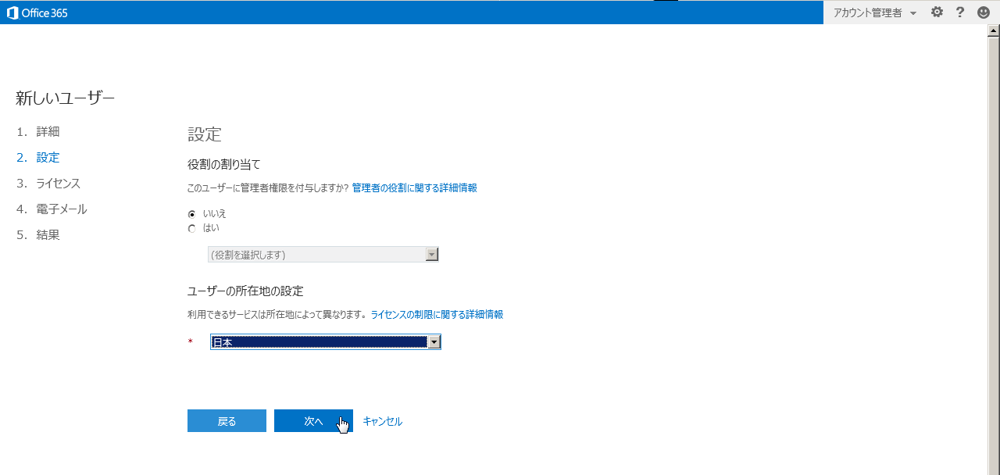 Office 365
アカウント管理者
?
新しいユーザー
1. 詳細
2. 設定
3. ライセンス
4. 電子メール
5. 結果
設定
役割の割り当て
このユーザーに管理者権限を付与しますか? 管理者の役割に関する詳細情報
いいえ
はい
(役割を選択します)
ユーザーの所在地の設定
利用できるサービスは所在地によって異なります。 ライセンスの制限に関する詳細情報
* 日本
戻る 次へ キャンセル